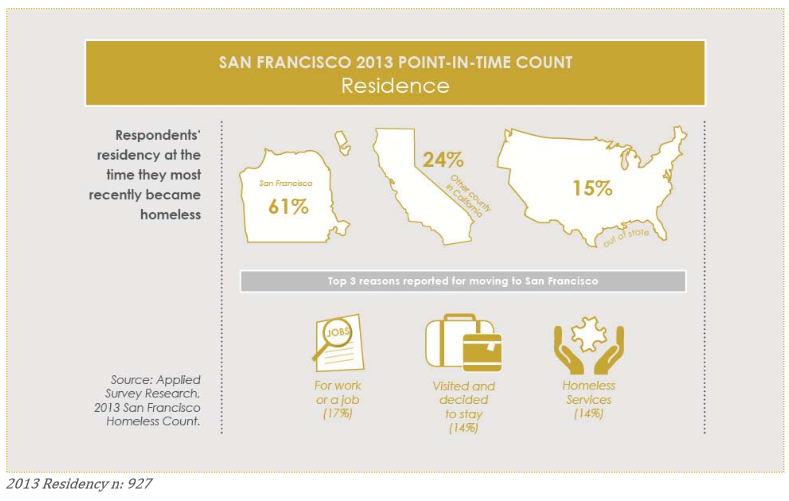 SAN FRANCISCO 2013 POINT-IN-TIME COUNT
Residence
Respondents'
residency at the
time they most
recently became
homeless
San Francisco
61%
24%
Other county
in California
15%
out of state
Top 3 reasons reported for moving to San Francisco
JOBS
For work
or a job
(17%)
Visited and
decided
to stay
(14%)
Homeless
Services
(14%)
Source: Applied
Survey Research,
2013 San Francisco
Homeless Count.
2013 Residency n: 927